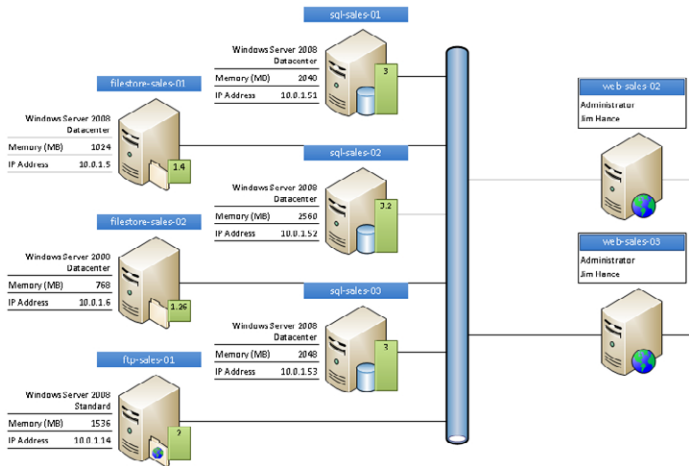 sql-sales-01
Windows Server 2008
Datacenter
Memory (MB) 2040
IP Address 10.0.1.51
3
filestore-sales-01
Windows Server 2008
Datacenter
Memory (MB) 1024
IP Address 10.0.1.5
1.4
sql-sales-02
Windows Server 2008
Datacenter
Memory (MB) 2560
IP Address 10.0.1.52
3.2
filestore-sales-02
Windows Server 2008
Datacenter
Memory (MB) 768
IP Address 10.0.1.6
1.26
sql-sales-03
Windows Server 2008
Datacenter
Memory (MB) 2048
IP Address 10.0.1.53
3
ftp-sales-01
Windows Server 2008
Standard
Memory (MB) 1536
IP Address 10.0.1.14
2
web-sales-02
Administrator
Jim Hance
web-sales-03
Administrator
Jim Hance